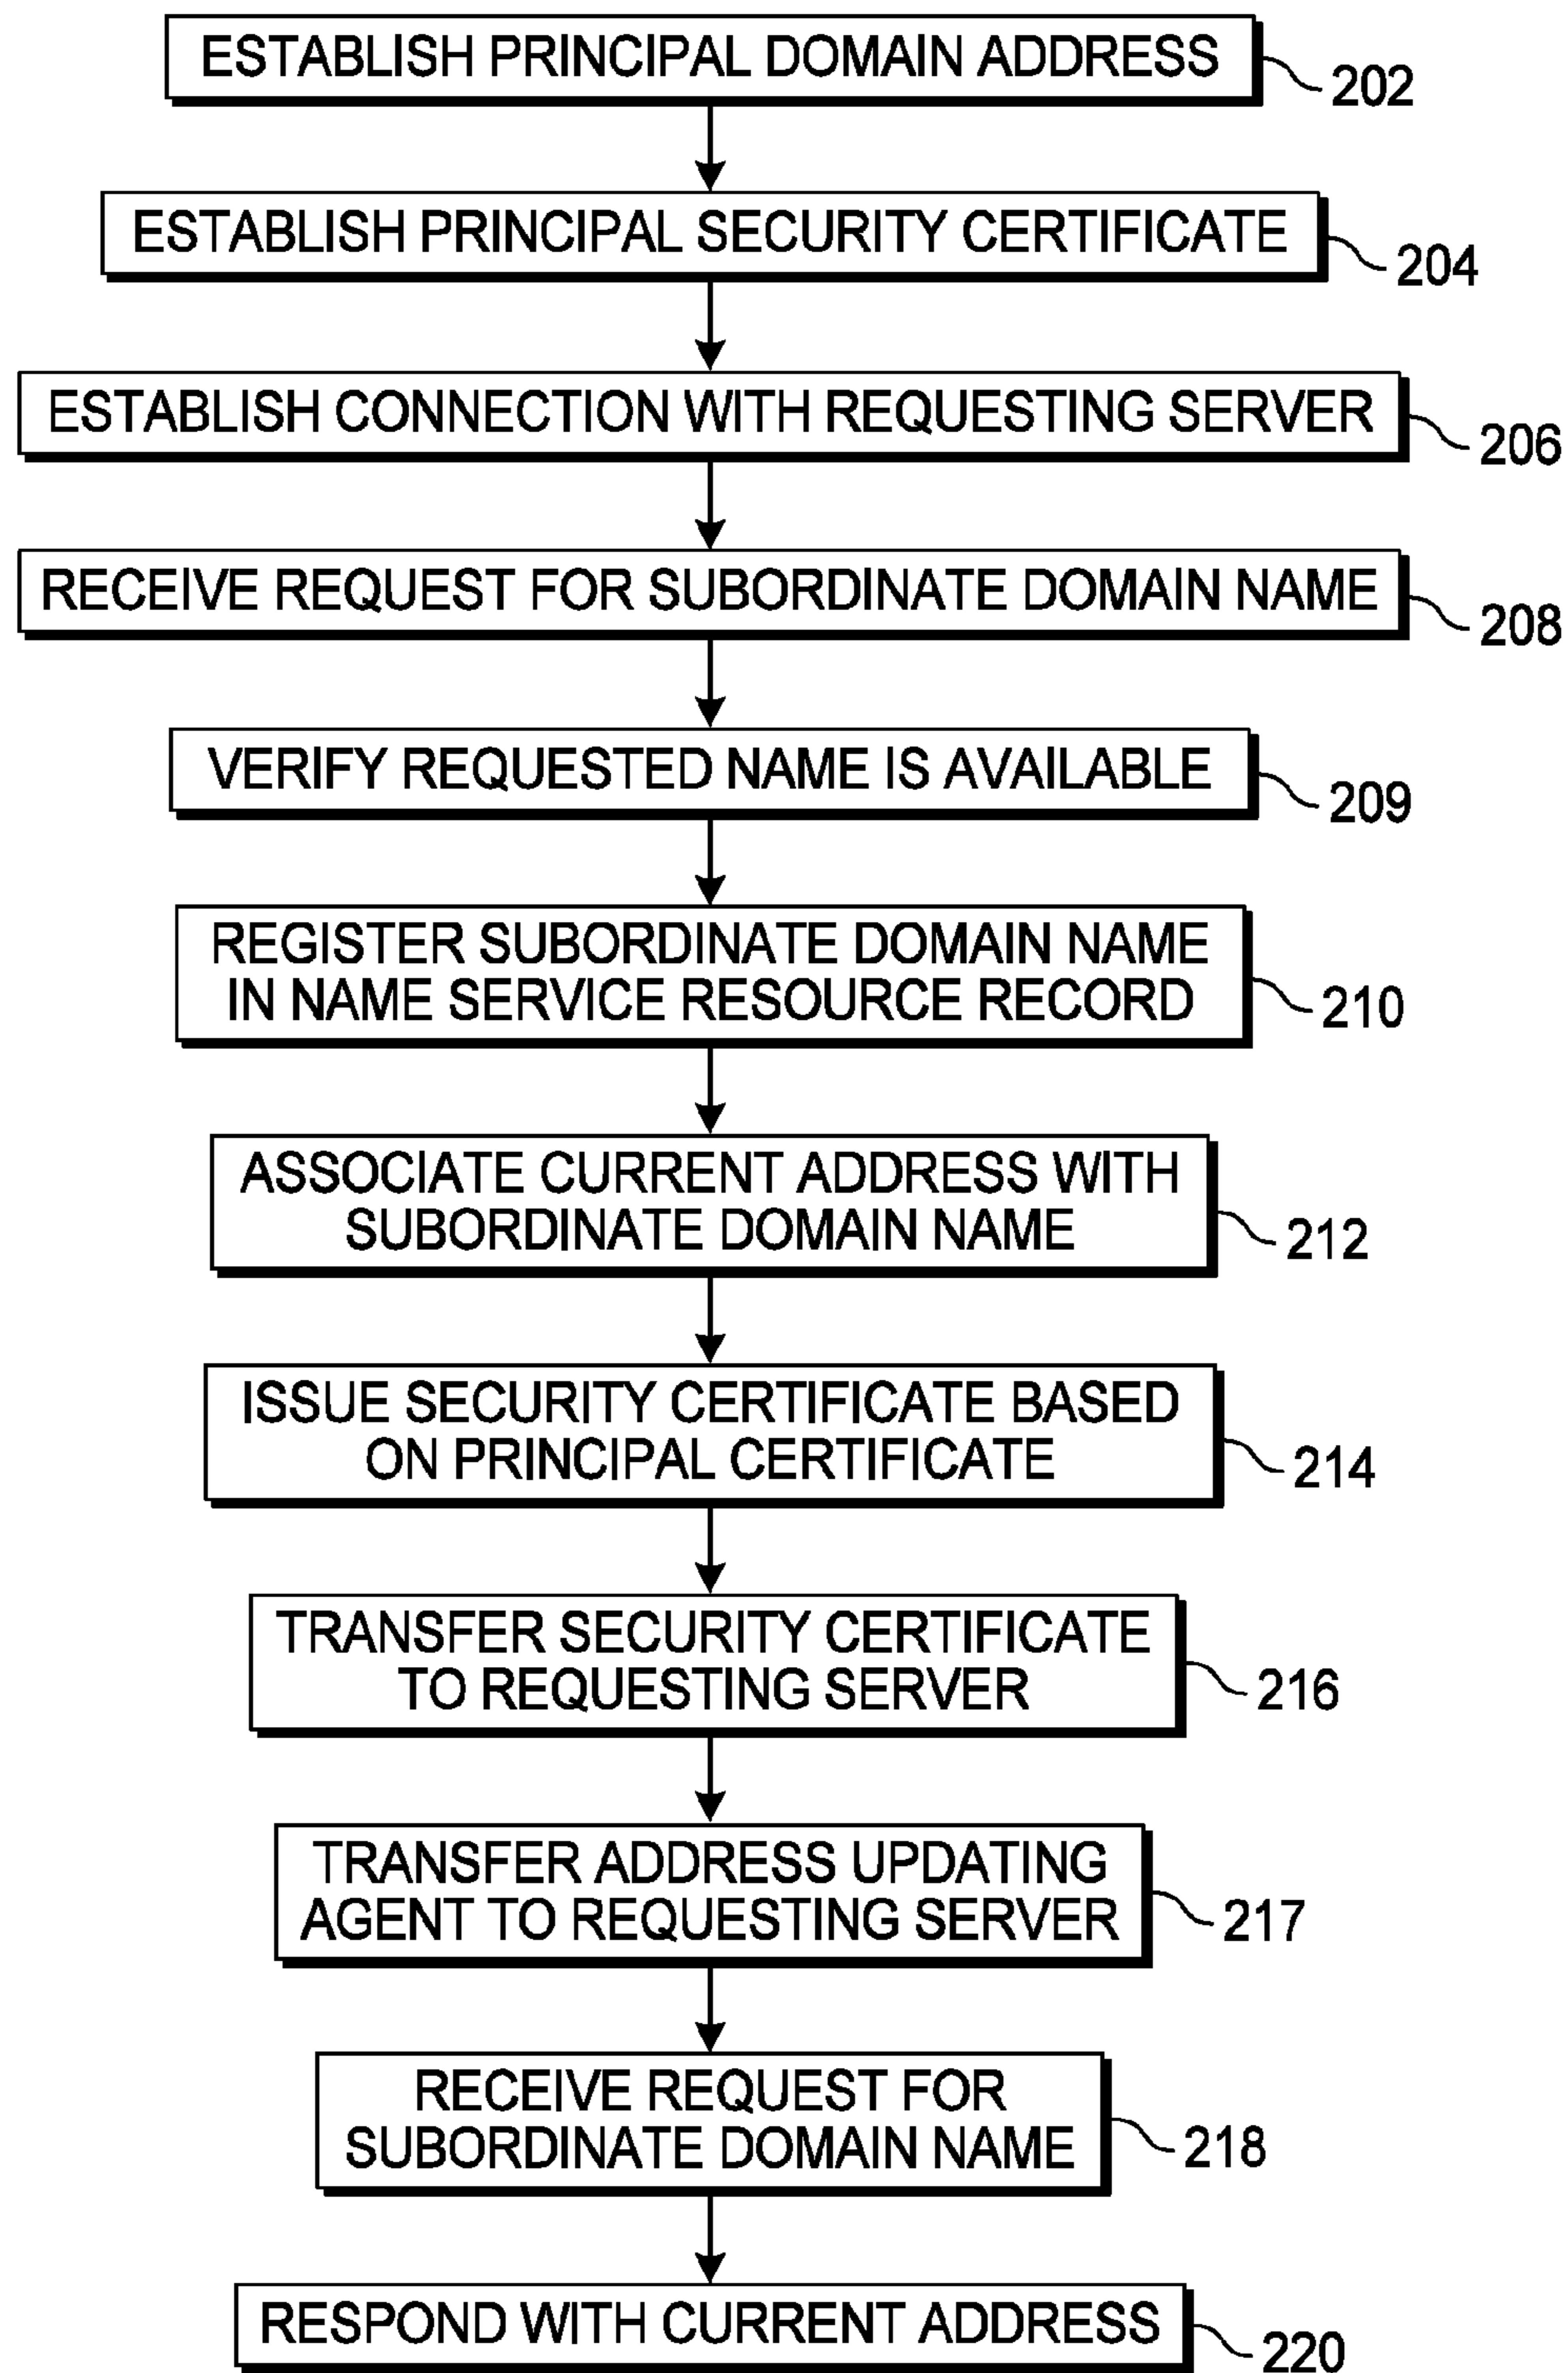 ESTABLISH PRINCIPAL DOMAIN ADDRESS
202
ESTABLISH PRINCIPAL SECURITY CERTIFICATE
204
ESTABLISH CONNECTION WITH REQUESTING SERVER
206
RECEIVE REQUEST FOR SUBORDINATE DOMAIN NAME
208
VERIFY REQUESTED NAME IS AVAILABLE
209
REGISTER SUBORDINATE DOMAIN NAME
IN NAME SERVICE RESOURCE RECORD
210
ASSOCIATE CURRENT ADDRESS WITH
SUBORDINATE DOMAIN NAME
212
ISSUE SECURITY CERTIFICATE BASED
ON PRINCIPAL CERTIFICATE
214
TRANSFER SECURITY CERTIFICATE
TO REQUESTING SERVER
216
TRANSFER ADDRESS UPDATING
AGENT TO REQUESTING SERVER
217
RECEIVE REQUEST FOR
SUBORDINATE DOMAIN NAME
218
RESPOND WITH CURRENT ADDRESS
220